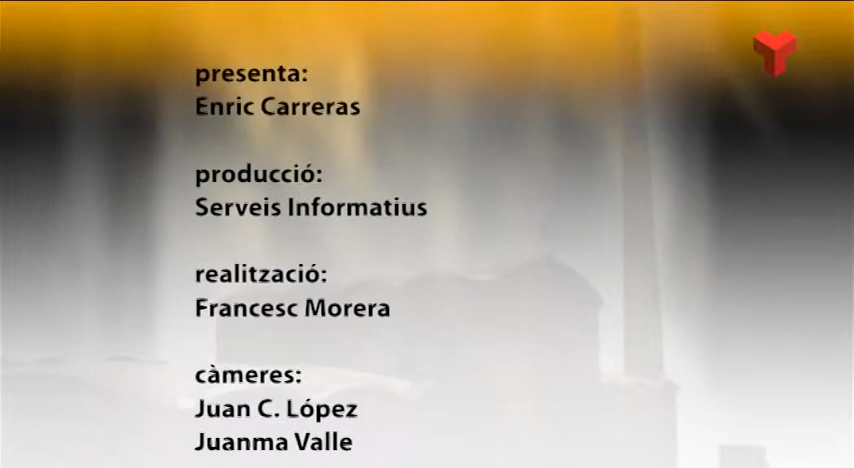 presenta:
Enric Carreras
producció:
Serveis Informatius
realització:
Francesc Morera
càmeres:
Juan C. López
Juanma Valle